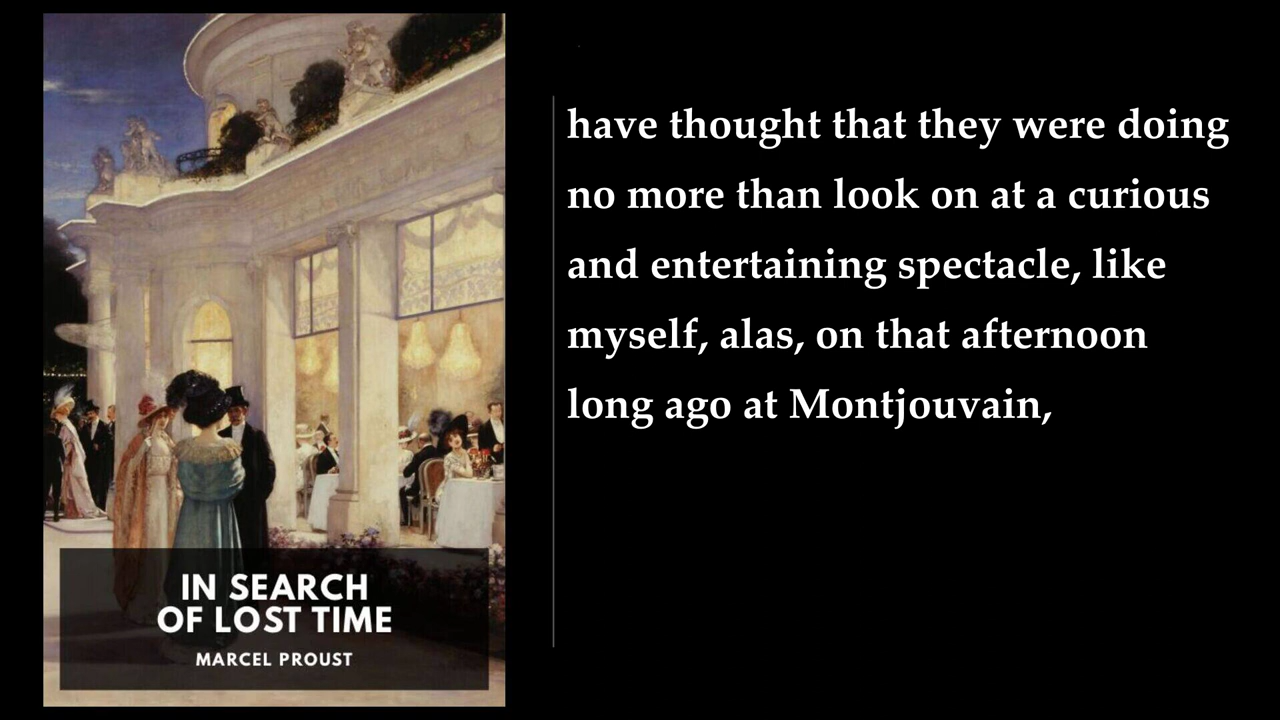 have thought that they were doing
no more than look on at a curious
and entertaining spectacle, like
myself, alas, on that afternoon
long ago at Montjouvain,
IN SEARCH
OF LOST TIME
MARCEL PROUST